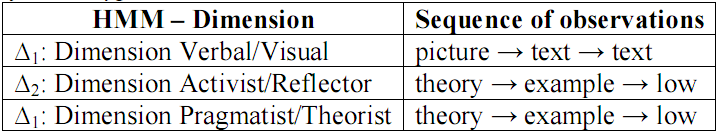 HMM – Dimension Sequence of observations
Δ₁: Dimension Verbal/Visual picture → text → text
Δ₂: Dimension Activist/Reflector theory → example → low
Δ₁: Dimension Pragmatist/Theorist theory → example → low